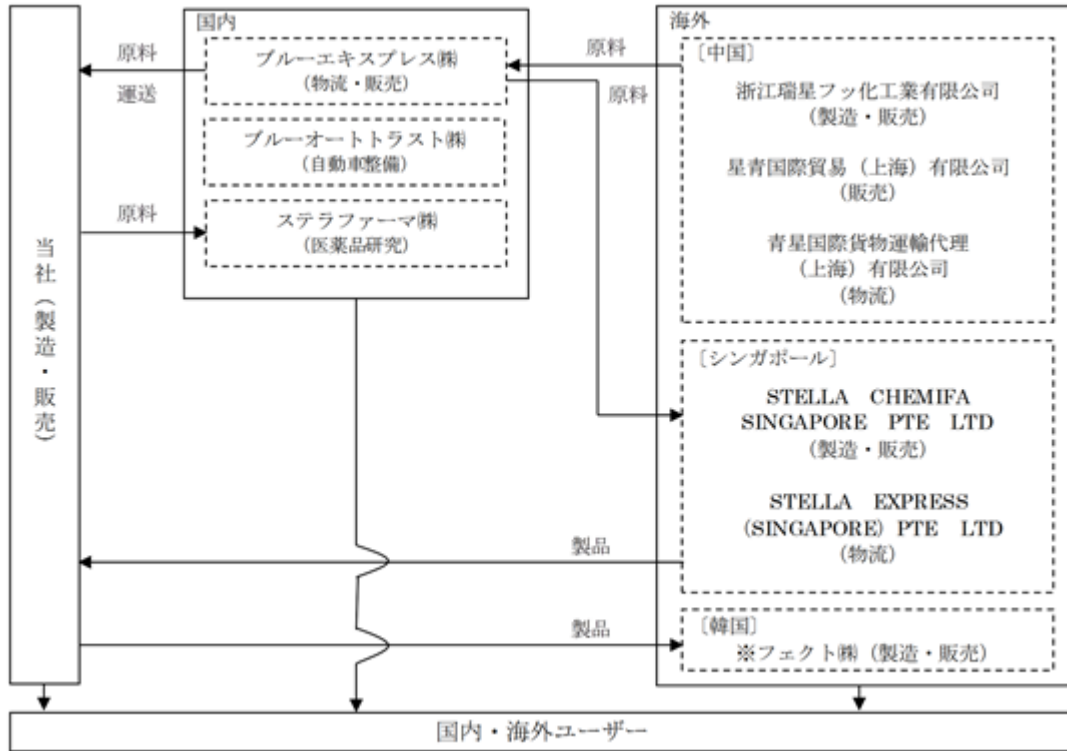 国内
原料
運送
ブルーエキスプレス㈱
(物流・販売)
ブルーオートトラスト㈱
(自動車整備)
原料
ステラファーマ㈱
(医薬品研究)
当社(製造・販売)
海外
原料
原料
〔中国〕
浙江瑞星フッ化工業有限公司
(製造・販売)
星青国際貿易（上海）有限公司
(販売)
青星国際貨物運輸代理
（上海）有限公司
(物流)
〔シンガポール〕
STELLA CHEMIFA
SINGAPORE PTE LTD
(製造・販売)
STELLA EXPRESS
(SINGAPORE) PTE LTD
(物流)
製品
製品
〔韓国〕
※フェクト㈱（製造・販売）
国内・海外ユーザー